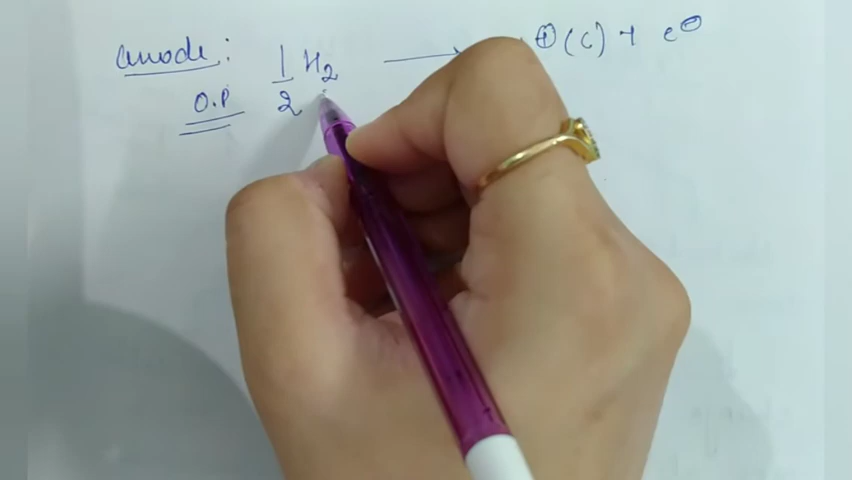 anode: 1/2 H2 → ⊕ (C) + e⊖
O.P